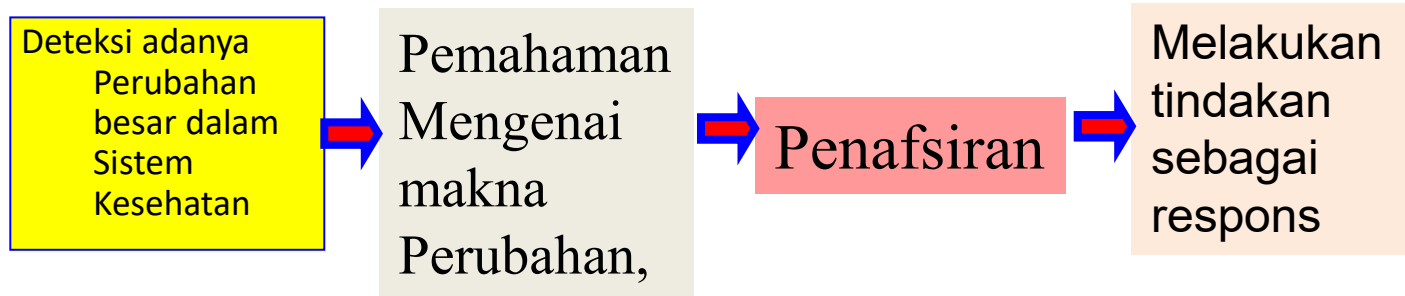 Deteksi adanya
Perubahan
besar dalam
Sistem
Kesehatan
Pemahaman
Mengenai
makna
Perubahan,
Penafsiran
Melakukan
tindakan
sebagai
respons